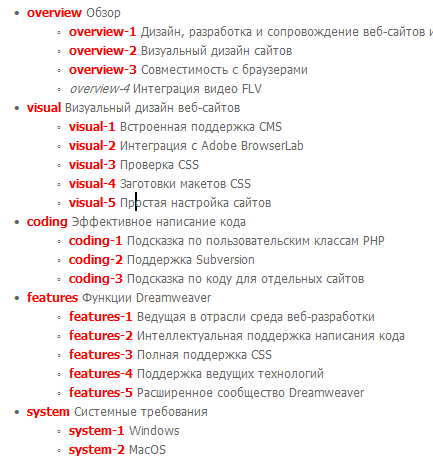 overview Обзор
overview-1 Дизайн, разработка и сопровождение веб-сайтов и
overview-2 Визуальный дизайн сайтов
overview-3 Совместимость с браузерами
overview-4 Интеграция видео FLV
visual Визуальный дизайн веб-сайтов
visual-1 Встроенная поддержка CMS
visual-2 Интеграция с Adobe BrowserLab
visual-3 Проверка CSS
visual-4 Заготовки макетов CSS
visual-5 Простая настройка сайтов
coding Эффективное написание кода
coding-1 Подсказка по пользовательским классам PHP
coding-2 Поддержка Subversion
coding-3 Подсказка по коду для отдельных сайтов
features Функции Dreamweaver
features-1 Ведущая в отрасли среда веб-разработки
features-2 Интеллектуальная поддержка написания кода
features-3 Полная поддержка CSS
features-4 Поддержка ведущих технологий
features-5 Расширенное сообщество Dreamweaver
system Системные требования
system-1 Windows
system-2 MacOS